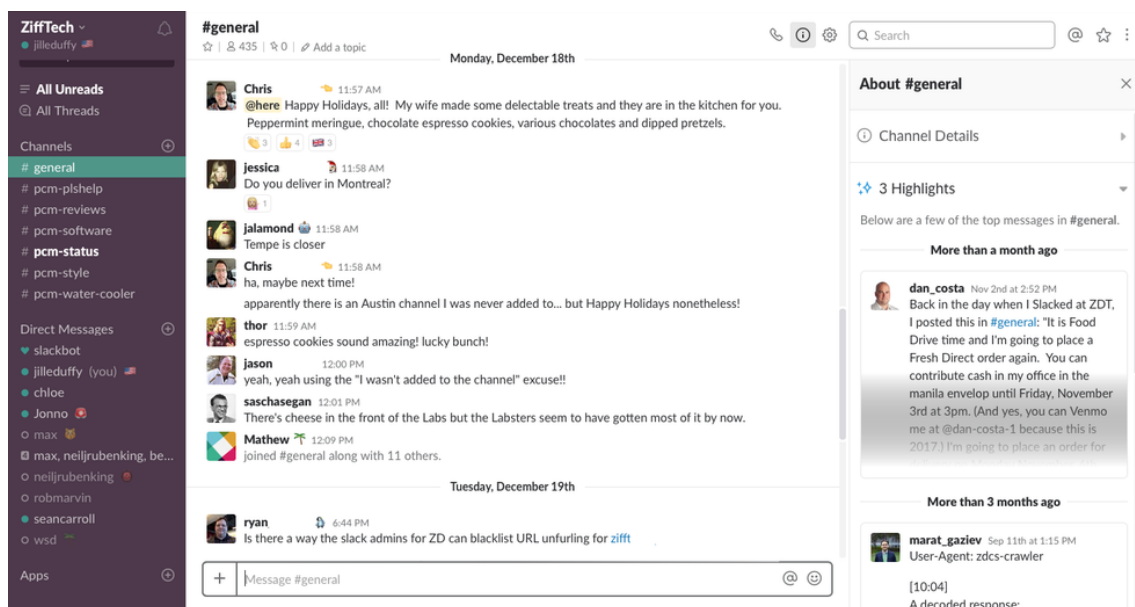 ZiffTech
jilleduffy
All Unreads
All Threads
Channels
# general
# pcm-plshelp
# pcm-reviews
# pcm-software
# pcm-status
# pcm-style
# pcm-water-cooler
Direct Messages
slackbot
jilleduffy (you)
chloe
Jonno
max
4 max, neiljrubenking, be...
neiljrubenking
robmarvin
seancarroll
wsd
Apps
#general
435 | 0 | Add a topic
Search
Monday, December 18th
Chris 11:57 AM
@here Happy Holidays, all! My wife made some delectable treats and they are in the kitchen for you.
Peppermint meringue, chocolate espresso cookies, various chocolates and dipped pretzels.
3 4 3
jessica 11:58 AM
Do you deliver in Montreal?
1
jalamond 11:58 AM
Tempe is closer
Chris 11:58 AM
ha, maybe next time!
apparently there is an Austin channel I was never added to... but Happy Holidays nonetheless!
thor 11:59 AM
espresso cookies sound amazing! lucky bunch!
jason 12:00 PM
yeah, yeah using the "I wasn't added to the channel" excuse!!
saschasegan 12:01 PM
There's cheese in the front of the Labs but the Labsters seem to have gotten most of it by now.
Mathew 12:09 PM
joined #general along with 11 others.
Tuesday, December 19th
ryan 6:44 PM
Is there a way the slack admins for ZD can blacklist URL unfurling for zifft
+ Message #general @
About #general
Channel Details
3 Highlights
Below are a few of the top messages in #general.
More than a month ago
dan_costa Nov 2nd at 2:52 PM
Back in the day when I Slacked at ZDT,
I posted this in #general: "It is Food
Drive time and I'm going to place a
Fresh Direct order again. You can
contribute cash in my office in the
manila envelop until Friday, November
3rd at 3pm. (And yes, you can Venmo
me at @dan-costa-1 because this is
2017.) I'm going to place an order for
More than 3 months ago
marat_gaziev Sep 11th at 1:15 PM
User-Agent: zdcs-crawler
[10:04]
A decoded response: